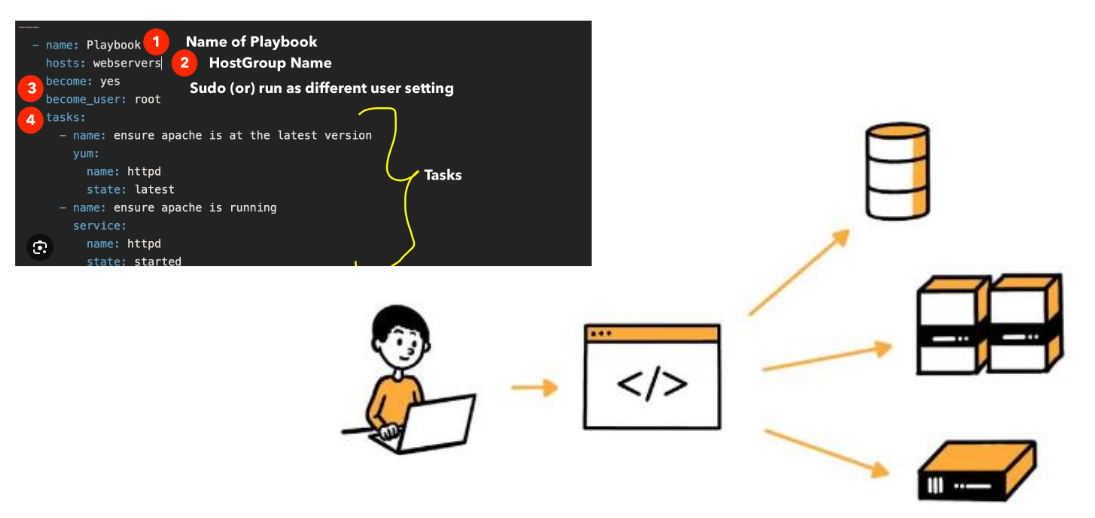 ---
- name: Playbook 1 Name of Playbook
hosts: webservers 2 HostGroup Name
3 become: yes
Sudo (or) run as different user setting
become_user: root
4 tasks:
- name: ensure apache is at the latest version
yum:
name: httpd
state: latest
Tasks
- name: ensure apache is running
service:
name: httpd
state: started
</>